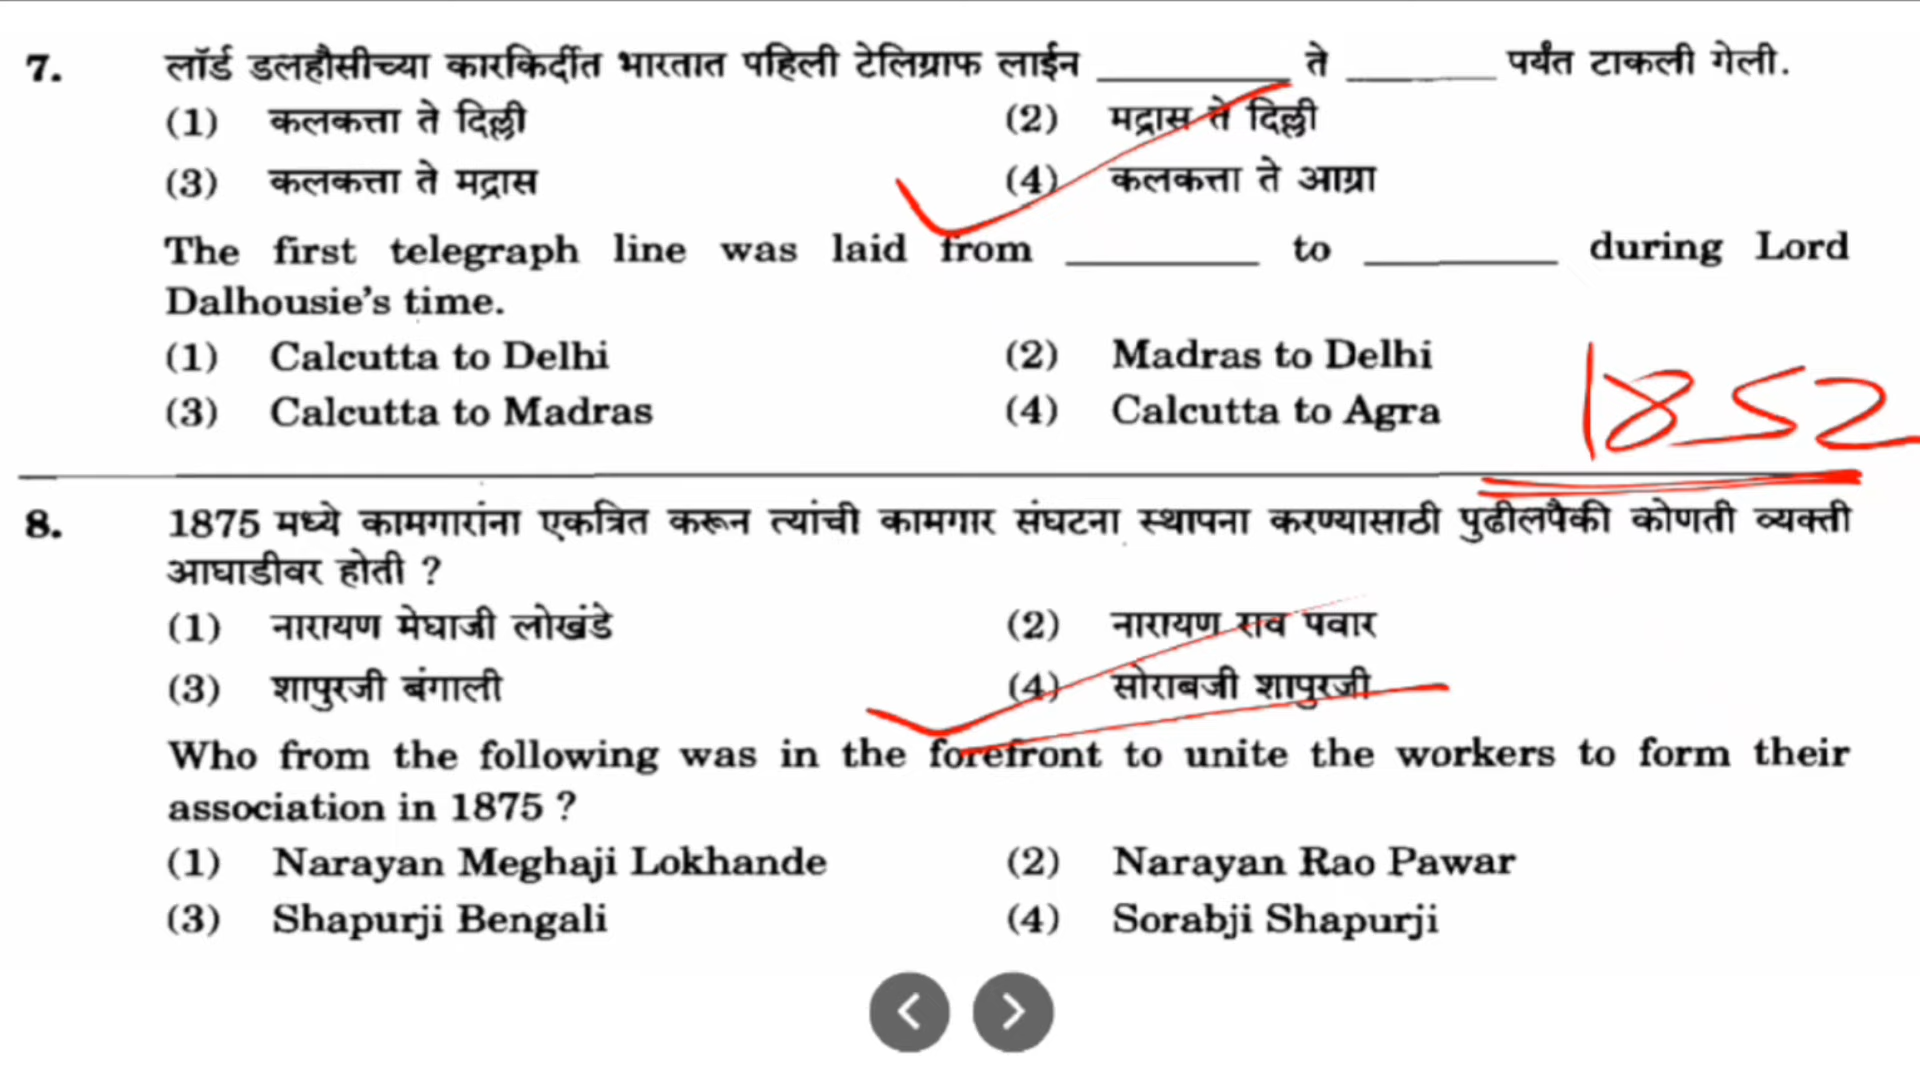 7. लॉर्ड डलहौसीच्या कारकिर्दीत भारतात पहिली टेलिग्राफ लाईन ________ ते ________ पर्यंत टाकली गेली.
(1) कलकत्ता ते दिल्ली (2) मद्रास ते दिल्ली
(3) कलकत्ता ते मद्रास (4) कलकत्ता ते आग्रा
The first telegraph line was laid from ________ to ________ during Lord
Dalhousie's time.
(1) Calcutta to Delhi (2) Madras to Delhi
(3) Calcutta to Madras (4) Calcutta to Agra
1852
8. 1875 मध्ये कामगारांना एकत्रित करून त्यांची कामगार संघटना स्थापना करण्यासाठी पुढीलपैकी कोणती व्यक्ती
आघाडीवर होती ?
(1) नारायण मेघाजी लोखंडे (2) नारायण राव पवार
(3) शापुरजी बंगाली (4) सोराबजी शापुरजी
Who from the following was in the forefront to unite the workers to form their
association in 1875 ?
(1) Narayan Meghaji Lokhande (2) Narayan Rao Pawar
(3) Shapurji Bengali (4) Sorabji Shapurji